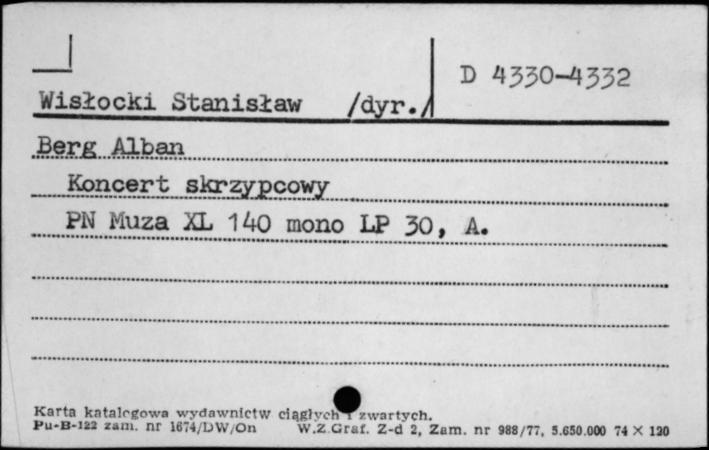 D 4330-4332
Wisłocki Stanisław /dyr./
Berg Alban
Koncert skrzypcowy
PN Muza XL 140 mono LP 30, A.
Karta katalogowa wydawnictw ciągłych i zwartych.
Pu-B-122 zam. nr 1674/DW/On W.Z.Graf. Z-d 2, Zam. nr 988/77, 5.650.000 74 × 120